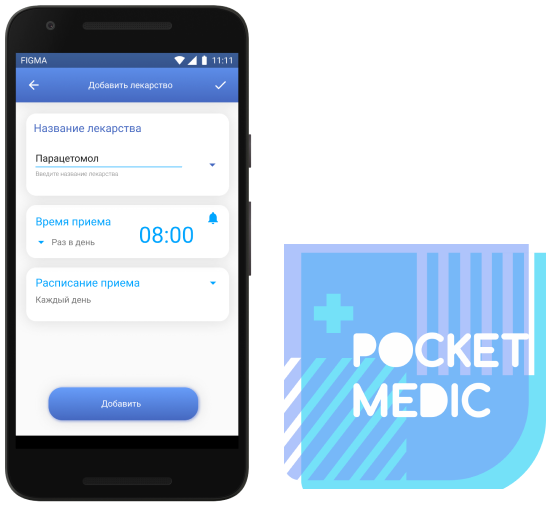 FIGMA 11:11
Добавить лекарство
Название лекарства
Парацетомол
Введите название лекарства
Время приема
Раз в день
08:00
Расписание приема
Каждый день
Добавить
POCKET
MEDIC